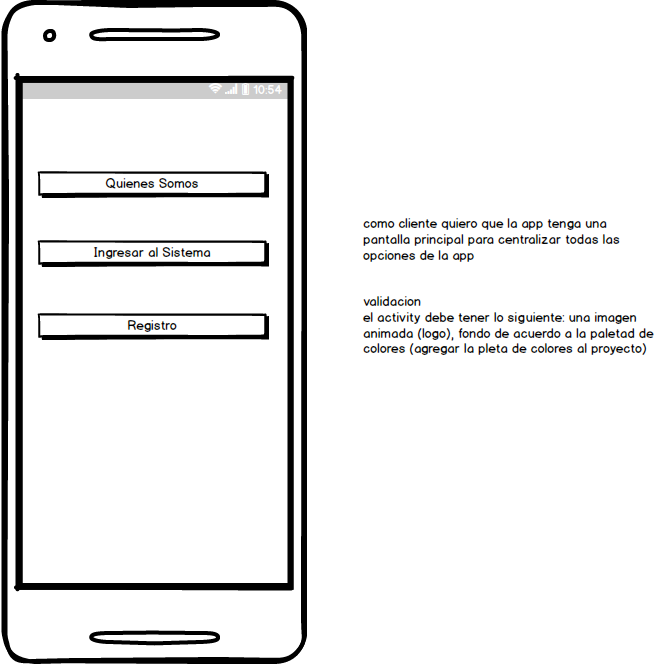 10:54
Quienes Somos
Ingresar al Sistema
Registro
como cliente quiero que la app tenga una
pantalla principal para centralizar todas las
opciones de la app
validacion
el activity debe tener lo siguiente: una imagen
animada (logo), fondo de acuerdo a la paletad de
colores (agregar la pleta de colores al proyecto)